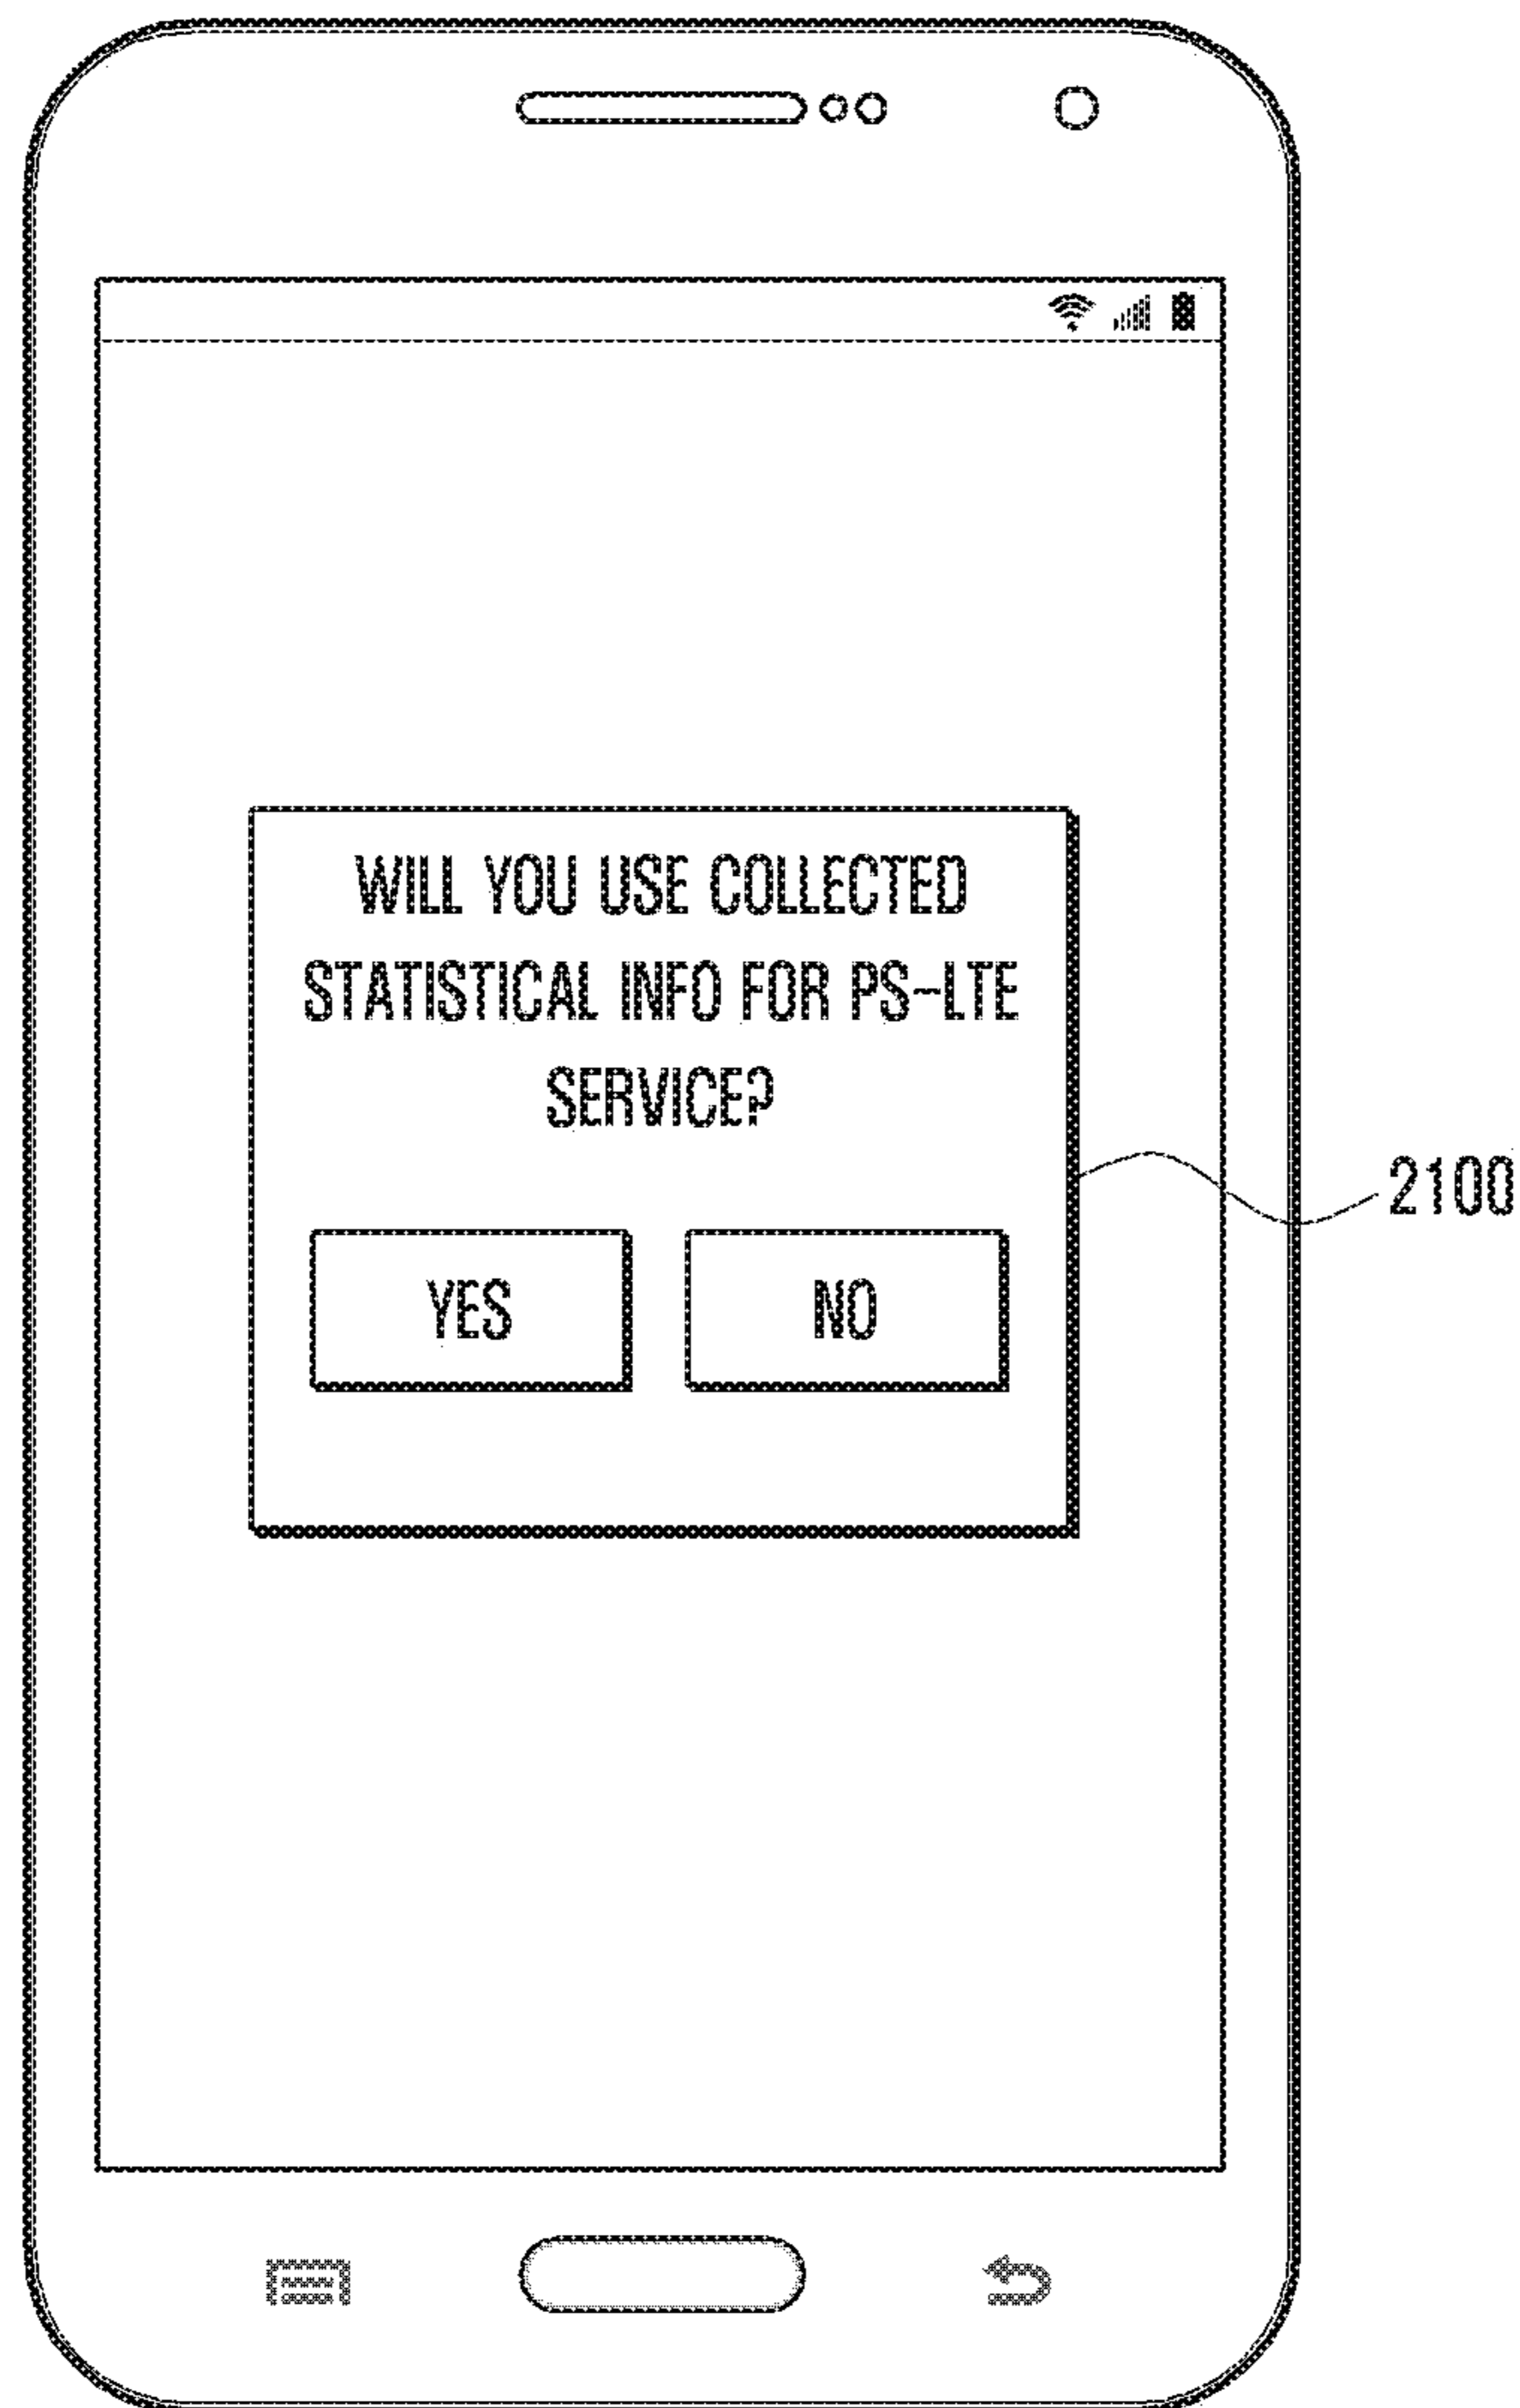 WILL YOU USE COLLECTED
STATISTICAL INFO FOR PS-LTE
SERVICE?
2100
YES NO